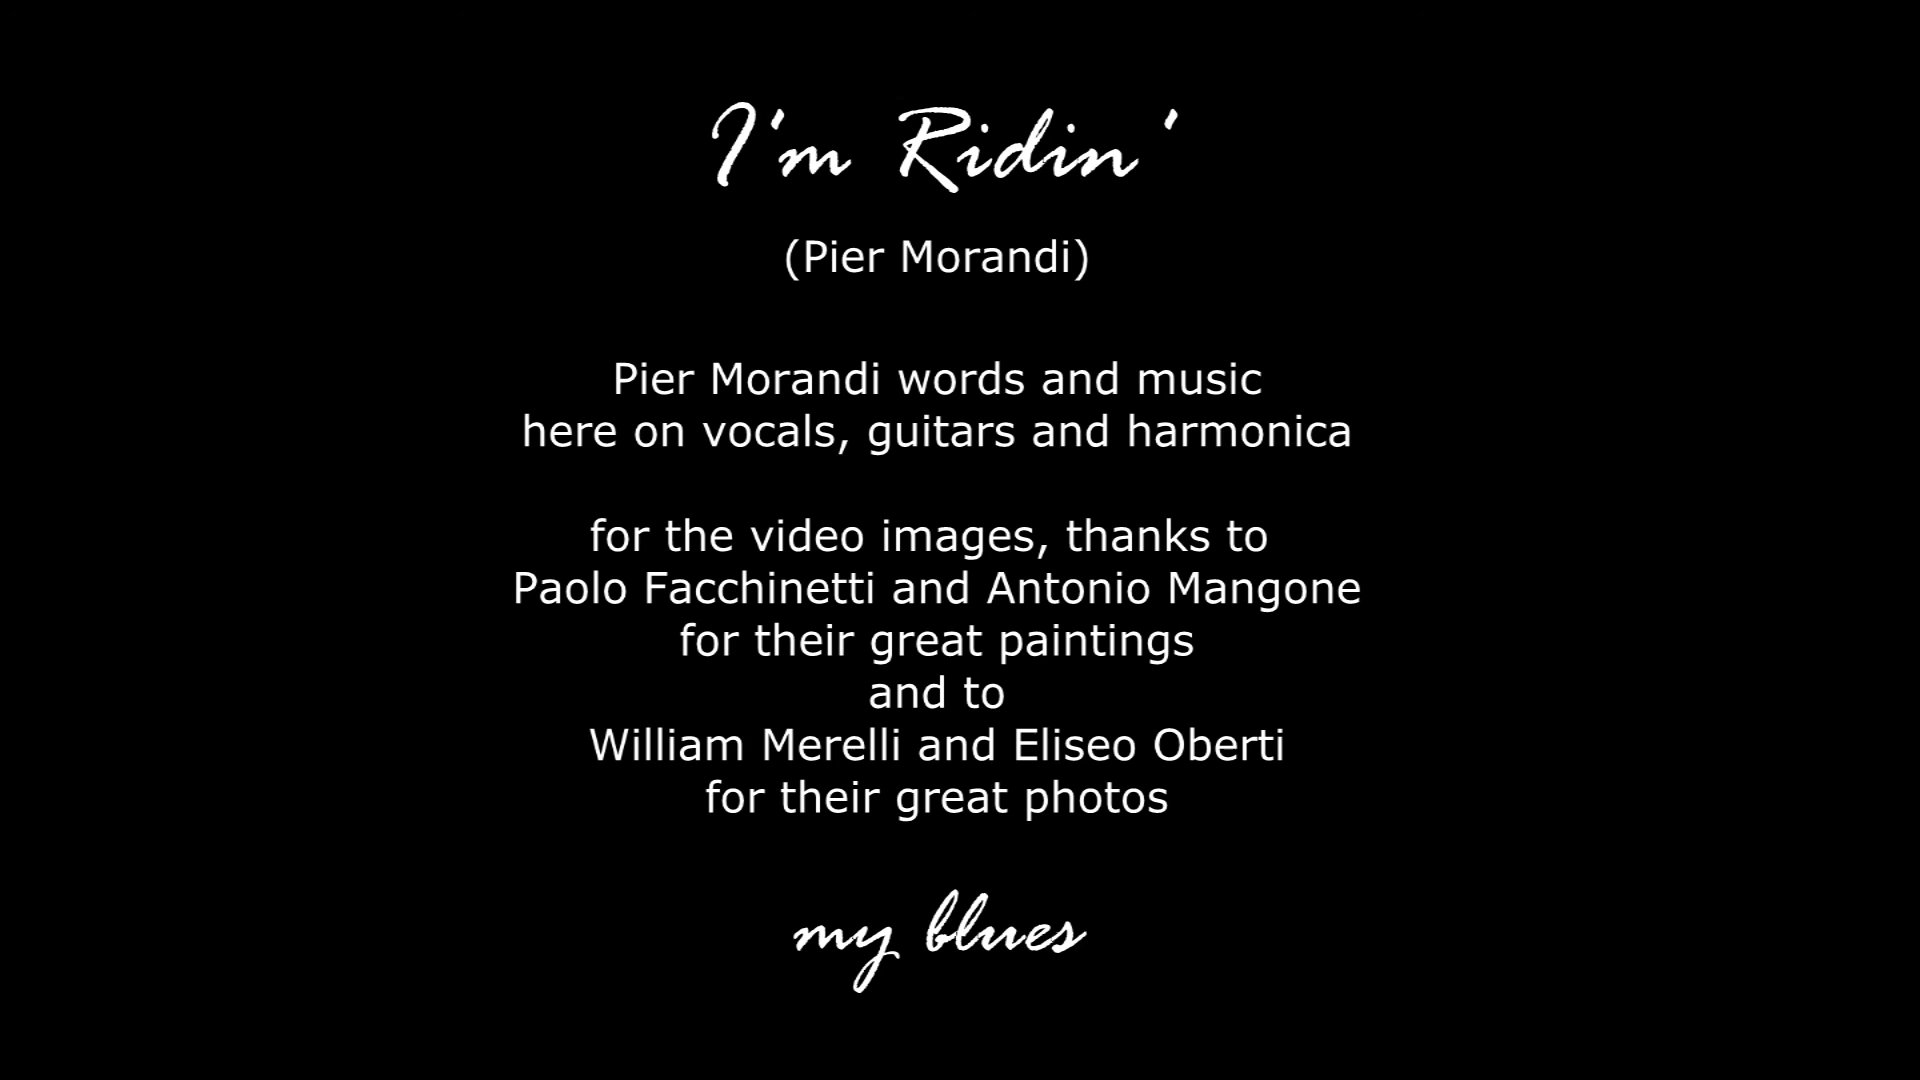 I'm Ridin'
(Pier Morandi)
Pier Morandi words and music
here on vocals, guitars and harmonica
for the video images, thanks to
Paolo Facchinetti and Antonio Mangone
for their great paintings
and to
William Merelli and Eliseo Oberti
for their great photos
my blues